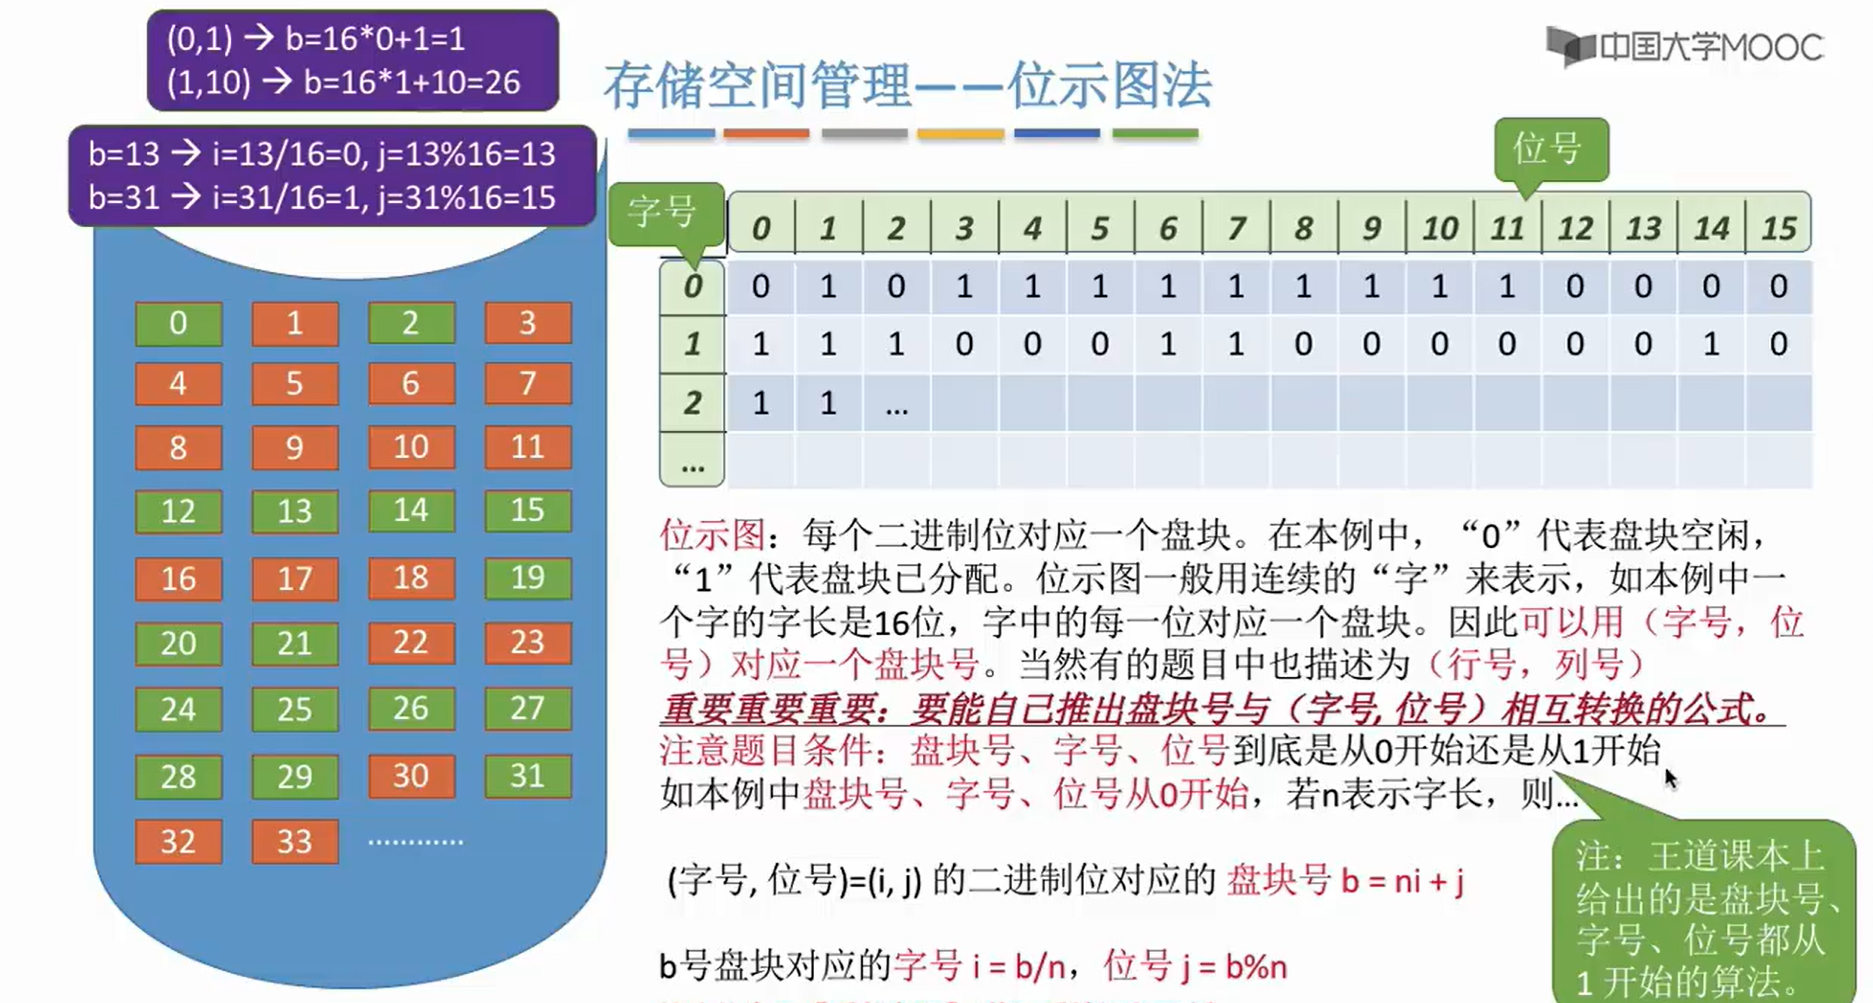 (0,1) → b=16*0+1=1
(1,10) → b=16*1+10=26
存储空间管理——位示图法
中国大学MOOC
b=13 → i=13/16=0, j=13%16=13
b=31 → i=31/16=1, j=31%16=15
字号
位号
0 1 2 3 4 5 6 7 8 9 10 11 12 13 14 15
0 0 1 0 1 1 1 1 1 1 1 1 1 0 0 0 0
1 1 1 1 0 0 0 1 1 0 0 0 0 0 0 1 0
2 1 1 ...
...
0 1 2 3
4 5 6 7
8 9 10 11
12 13 14 15
16 17 18 19
20 21 22 23
24 25 26 27
28 29 30 31
32 33 …………
位示图：每个二进制位对应一个盘块。在本例中，“0”代表盘块空闲，
“1”代表盘块已分配。位示图一般用连续的“字”来表示，如本例中一
个字的字长是16位，字中的每一位对应一个盘块。因此可以用（字号，位
号）对应一个盘块号。当然有的题目中也描述为（行号，列号）
重要重要重要：要能自己推出盘块号与（字号, 位号）相互转换的公式。
注意题目条件：盘块号、字号、位号到底是从0开始还是从1开始
如本例中盘块号、字号、位号从0开始，若n表示字长，则...
(字号, 位号)=(i, j) 的二进制位对应的 盘块号 b = ni + j
b号盘块对应的字号 i = b/n，位号 j = b%n
注：王道课本上
给出的是盘块号、
字号、位号都从
1 开始的算法。